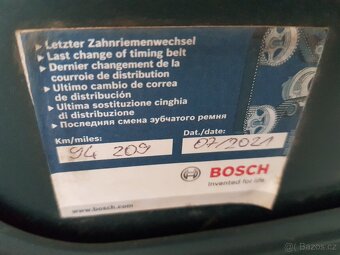 » Letzter Zahnriemenwechsel
» Last change of timing belt
» Dernier changement de la
courroie de distribution
» Ultimo cambio de correa
de distribución
» Ultima sostituzione cinghia
di distribuzione
» Последняя смена зубчатого ремня
Km/miles: Dat./date:
94 209 07/2021
BOSCH
Invented for life
www.bosch.com
Bazos.cz